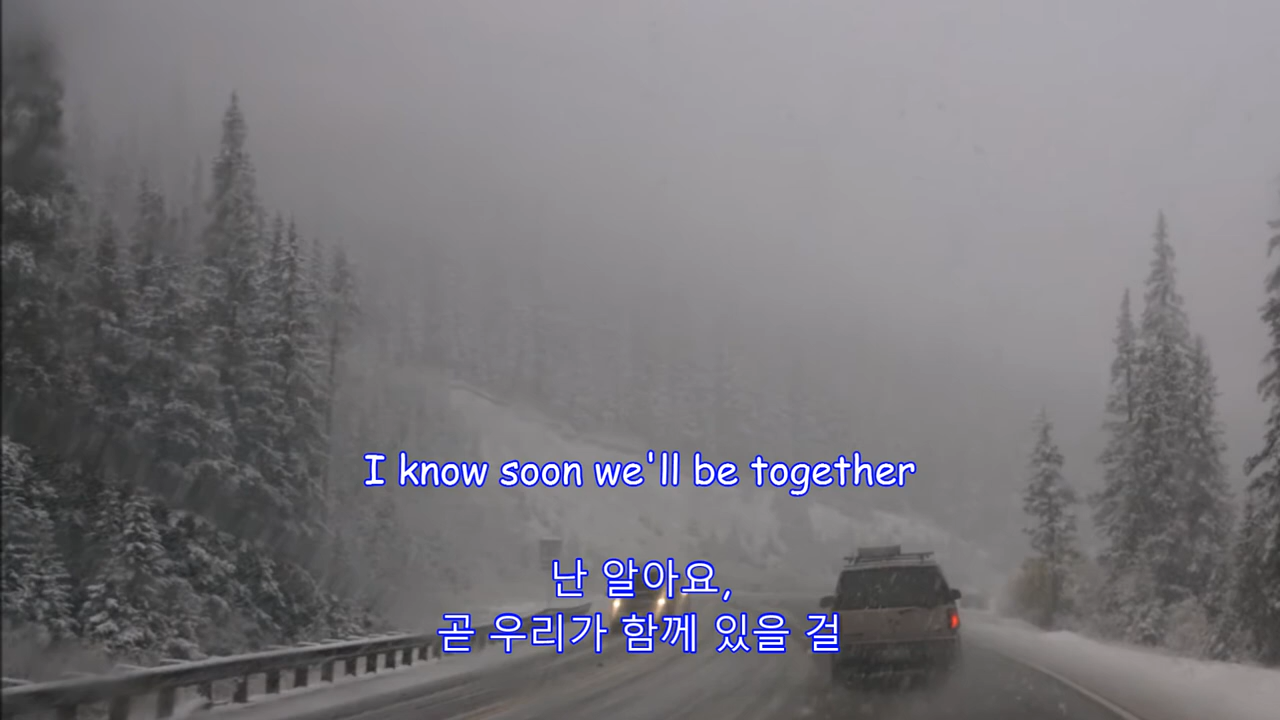 I know soon we'll be together
난 알아요,
곧 우리가 함께 있을 걸